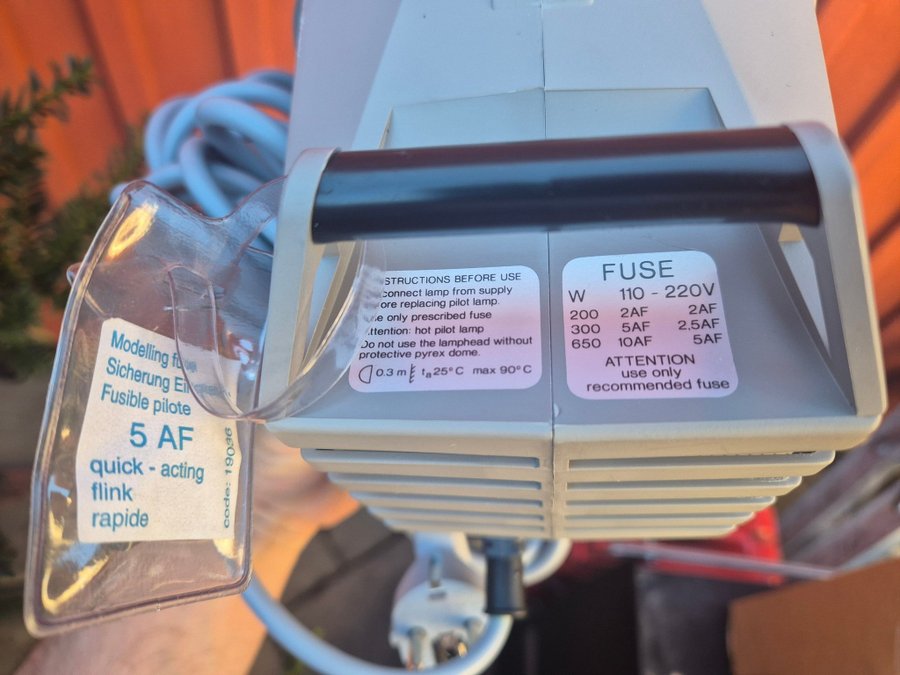 Modelling
Sicherung
Fusible pilote
5 AF
quick - acting
flink
rapide
code: 19036
STRUCTIONS BEFORE USE
connect lamp from supply
ore replacing pilot lamp.
only prescribed fuse
ttention: hot pilot lamp
Do not use the lamphead without
protective pyrex dome.
0.3 m ta 25°C max 90°C
FUSE
W 110 - 220V
200 2AF 2AF
300 5AF 2.5AF
650 10AF 5AF
ATTENTION
use only
recommended fuse